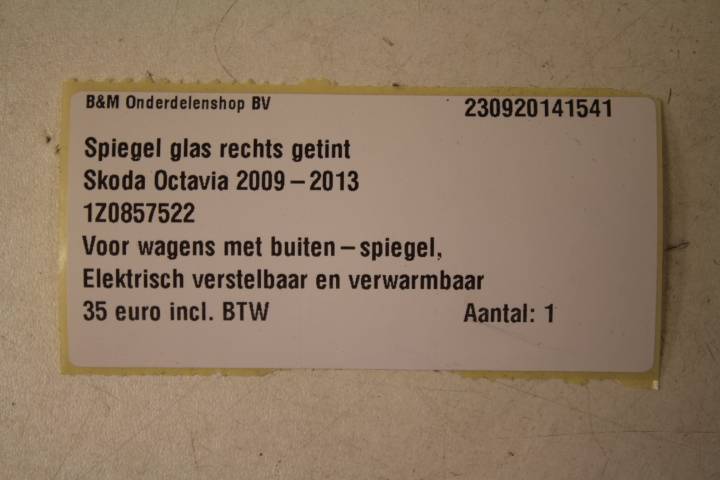 B&M Onderdelenshop BV 230920141541
Spiegel glas rechts getint
Skoda Octavia 2009 - 2013
1Z0857522
Voor wagens met buiten - spiegel,
Elektrisch verstelbaar en verwarmbaar
35 euro incl. BTW Aantal: 1